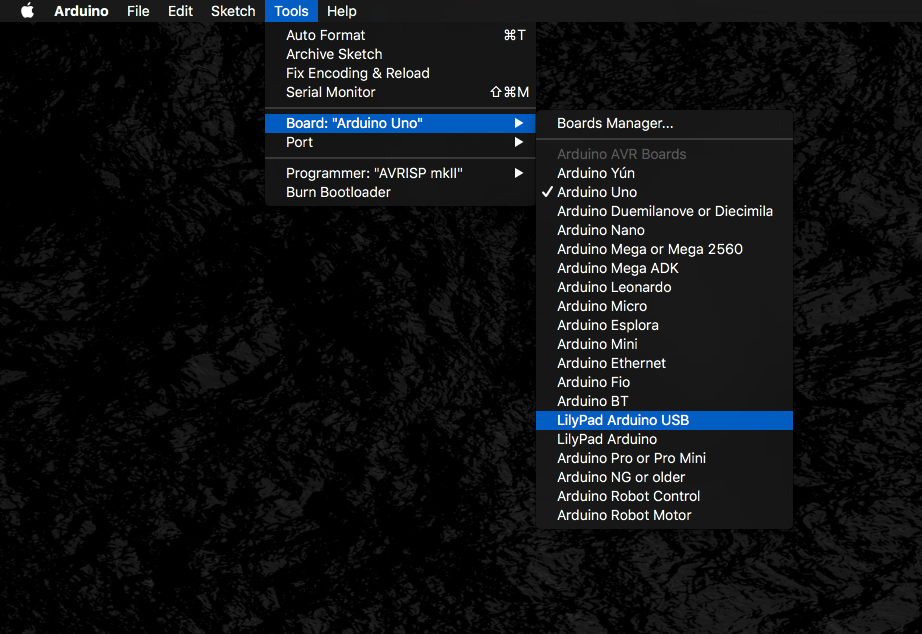 Arduino File Edit Sketch Tools Help
Auto Format ⌘T
Archive Sketch
Fix Encoding & Reload
Serial Monitor ⇧⌘M
Board: "Arduino Uno" ▶
Port ▶
Programmer: "AVRISP mkII" ▶
Burn Bootloader
Boards Manager...
Arduino AVR Boards
Arduino Yún
✓ Arduino Uno
Arduino Duemilanove or Diecimila
Arduino Nano
Arduino Mega or Mega 2560
Arduino Mega ADK
Arduino Leonardo
Arduino Micro
Arduino Esplora
Arduino Mini
Arduino Ethernet
Arduino Fio
Arduino BT
LilyPad Arduino USB
LilyPad Arduino
Arduino Pro or Pro Mini
Arduino NG or older
Arduino Robot Control
Arduino Robot Motor